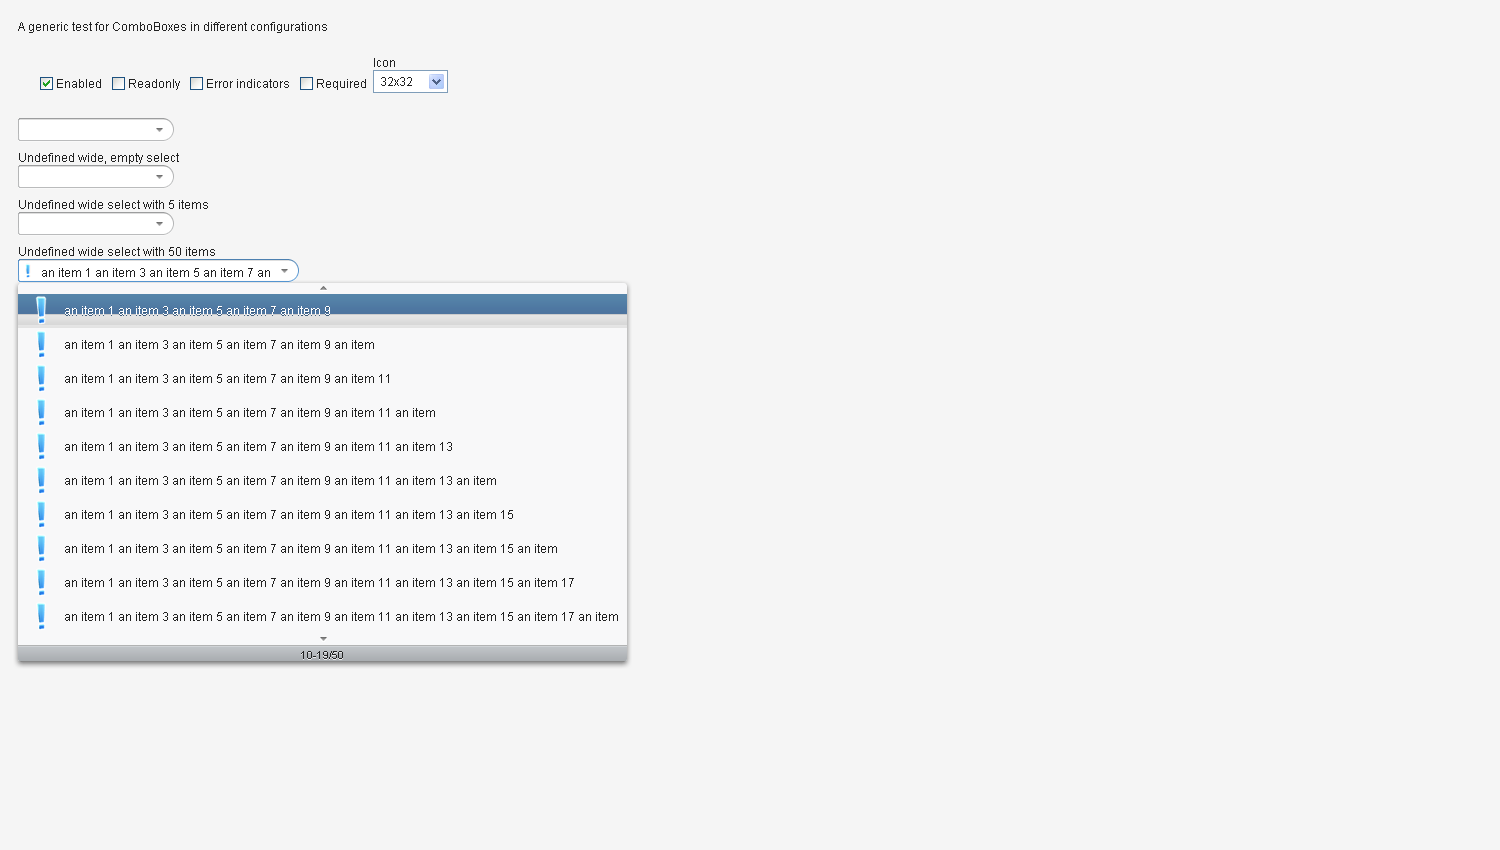 A generic test for ComboBoxes in different configurations
Icon
Enabled Readonly Error indicators Required 32x32
Undefined wide, empty select
Undefined wide select with 5 items
Undefined wide select with 50 items
an item 1 an item 3 an item 5 an item 7 an
an item 1 an item 3 an item 5 an item 7 an item 9
an item 1 an item 3 an item 5 an item 7 an item 9 an item
an item 1 an item 3 an item 5 an item 7 an item 9 an item 11
an item 1 an item 3 an item 5 an item 7 an item 9 an item 11 an item
an item 1 an item 3 an item 5 an item 7 an item 9 an item 11 an item 13
an item 1 an item 3 an item 5 an item 7 an item 9 an item 11 an item 13 an item
an item 1 an item 3 an item 5 an item 7 an item 9 an item 11 an item 13 an item 15
an item 1 an item 3 an item 5 an item 7 an item 9 an item 11 an item 13 an item 15 an item
an item 1 an item 3 an item 5 an item 7 an item 9 an item 11 an item 13 an item 15 an item 17
an item 1 an item 3 an item 5 an item 7 an item 9 an item 11 an item 13 an item 15 an item 17 an item
10-19/50